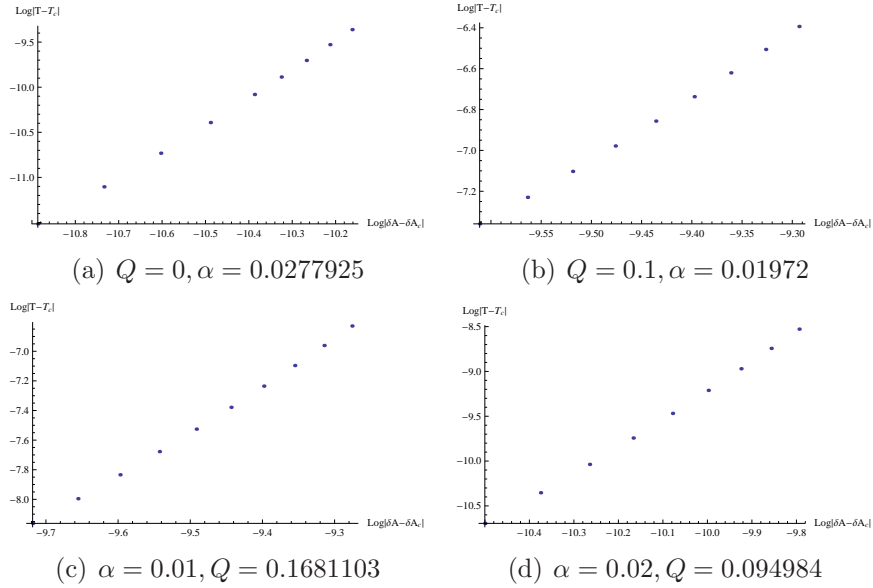 Log|T−T_c|
−9.5
−10.0
−10.5
−11.0
−10.8 −10.7 −10.6 −10.5 −10.4 −10.3 −10.2
Log|δA−δA_c|
(a) Q = 0, α = 0.0277925
Log|T−T_c|
−6.4
−6.6
−6.8
−7.0
−7.2
−9.55 −9.50 −9.45 −9.40 −9.35 −9.30
Log|δA−δA_c|
(b) Q = 0.1, α = 0.01972
Log|T−T_c|
−7.0
−7.2
−7.4
−7.6
−7.8
−8.0
−9.7 −9.6 −9.5 −9.4 −9.3
Log|δA−δA_c|
(c) α = 0.01, Q = 0.1681103
Log|T−T_c|
−8.5
−9.0
−9.5
−10.0
−10.5
−10.4 −10.3 −10.2 −10.1 −10.0 −9.9 −9.8
Log|δA−δA_c|
(d) α = 0.02, Q = 0.094984